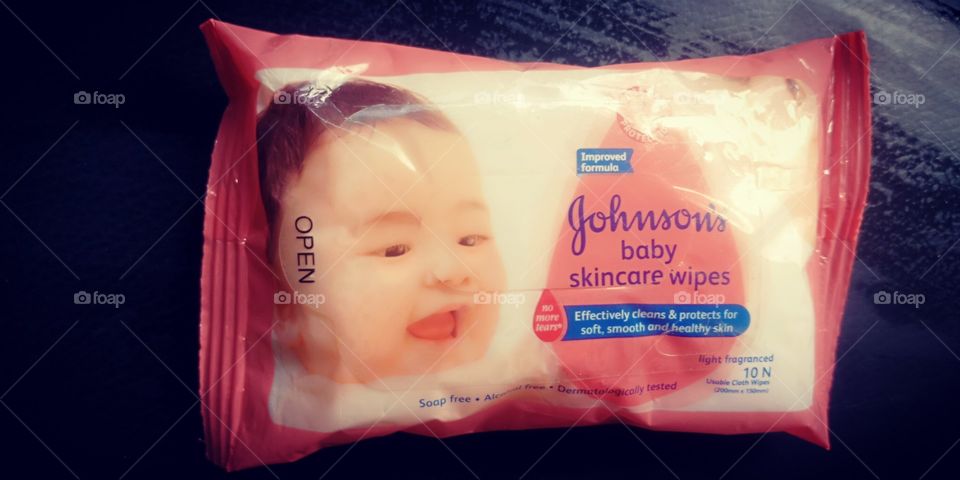 OPEN
Improved
formula
Johnson's
baby
skincare wipes
no
more
tears®
Effectively cleans & protects for
soft, smooth and healthy skin
light fragranced
10 N
Usable Cloth Wipes
(200mm x 150mm)
Soap free • Alcohol free • Dermatologically tested
foap foap foap foap foap
foap foap foap foap foap